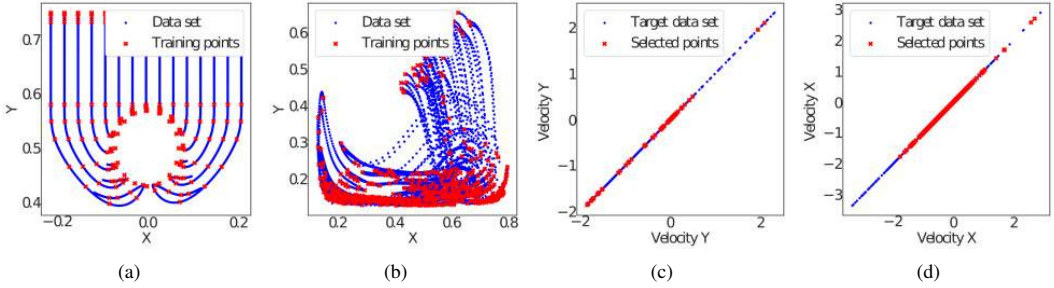 Data set
Training points
0.7
0.6
0.5
0.4
Y
−0.2
0.0
0.2
X
(a)
Data set
Training points
0.6
0.5
0.4
0.3
0.2
Y
0.2
0.4
0.6
0.8
X
(b)
Target data set
Selected points
2
1
0
−1
−2
Velocity Y
0
2
Velocity Y
(c)
Target data set
Selected points
3
2
1
0
−1
−2
−3
Velocity X
−2
0
2
Velocity X
(d)